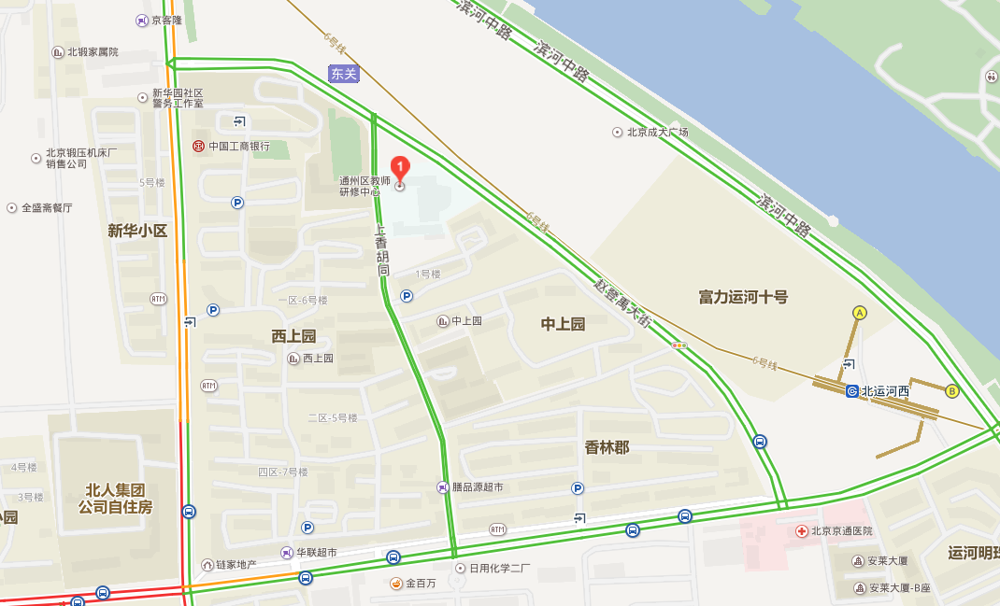 京客隆
滨河中路
滨河中路
6号线
北锻家属院
东关
新华园社区
警务工作室
中国工商银行
北京成大广场
北京锻压机床厂
销售公司
5号楼
通州区教师
研修中心
1
P
全盛斋餐厅
新华小区
上香胡同
6号线
滨河中路
1号楼
P
赵登禹大街
富力运河十号
ATM
一区-6号楼
P
中上园
中上园
A
西上园
西上园
6号线
ATM
北运河西
B
二区-5号楼
香林郡
4号楼
北人集团
公司自住房
四区-7号楼
膳品源超市
P
3号楼
小园
P
ATM
北京京通医院
华联超市
链家地产
日用化学二厂
金百万
安莱大厦
运河明珠
安莱大厦-B座